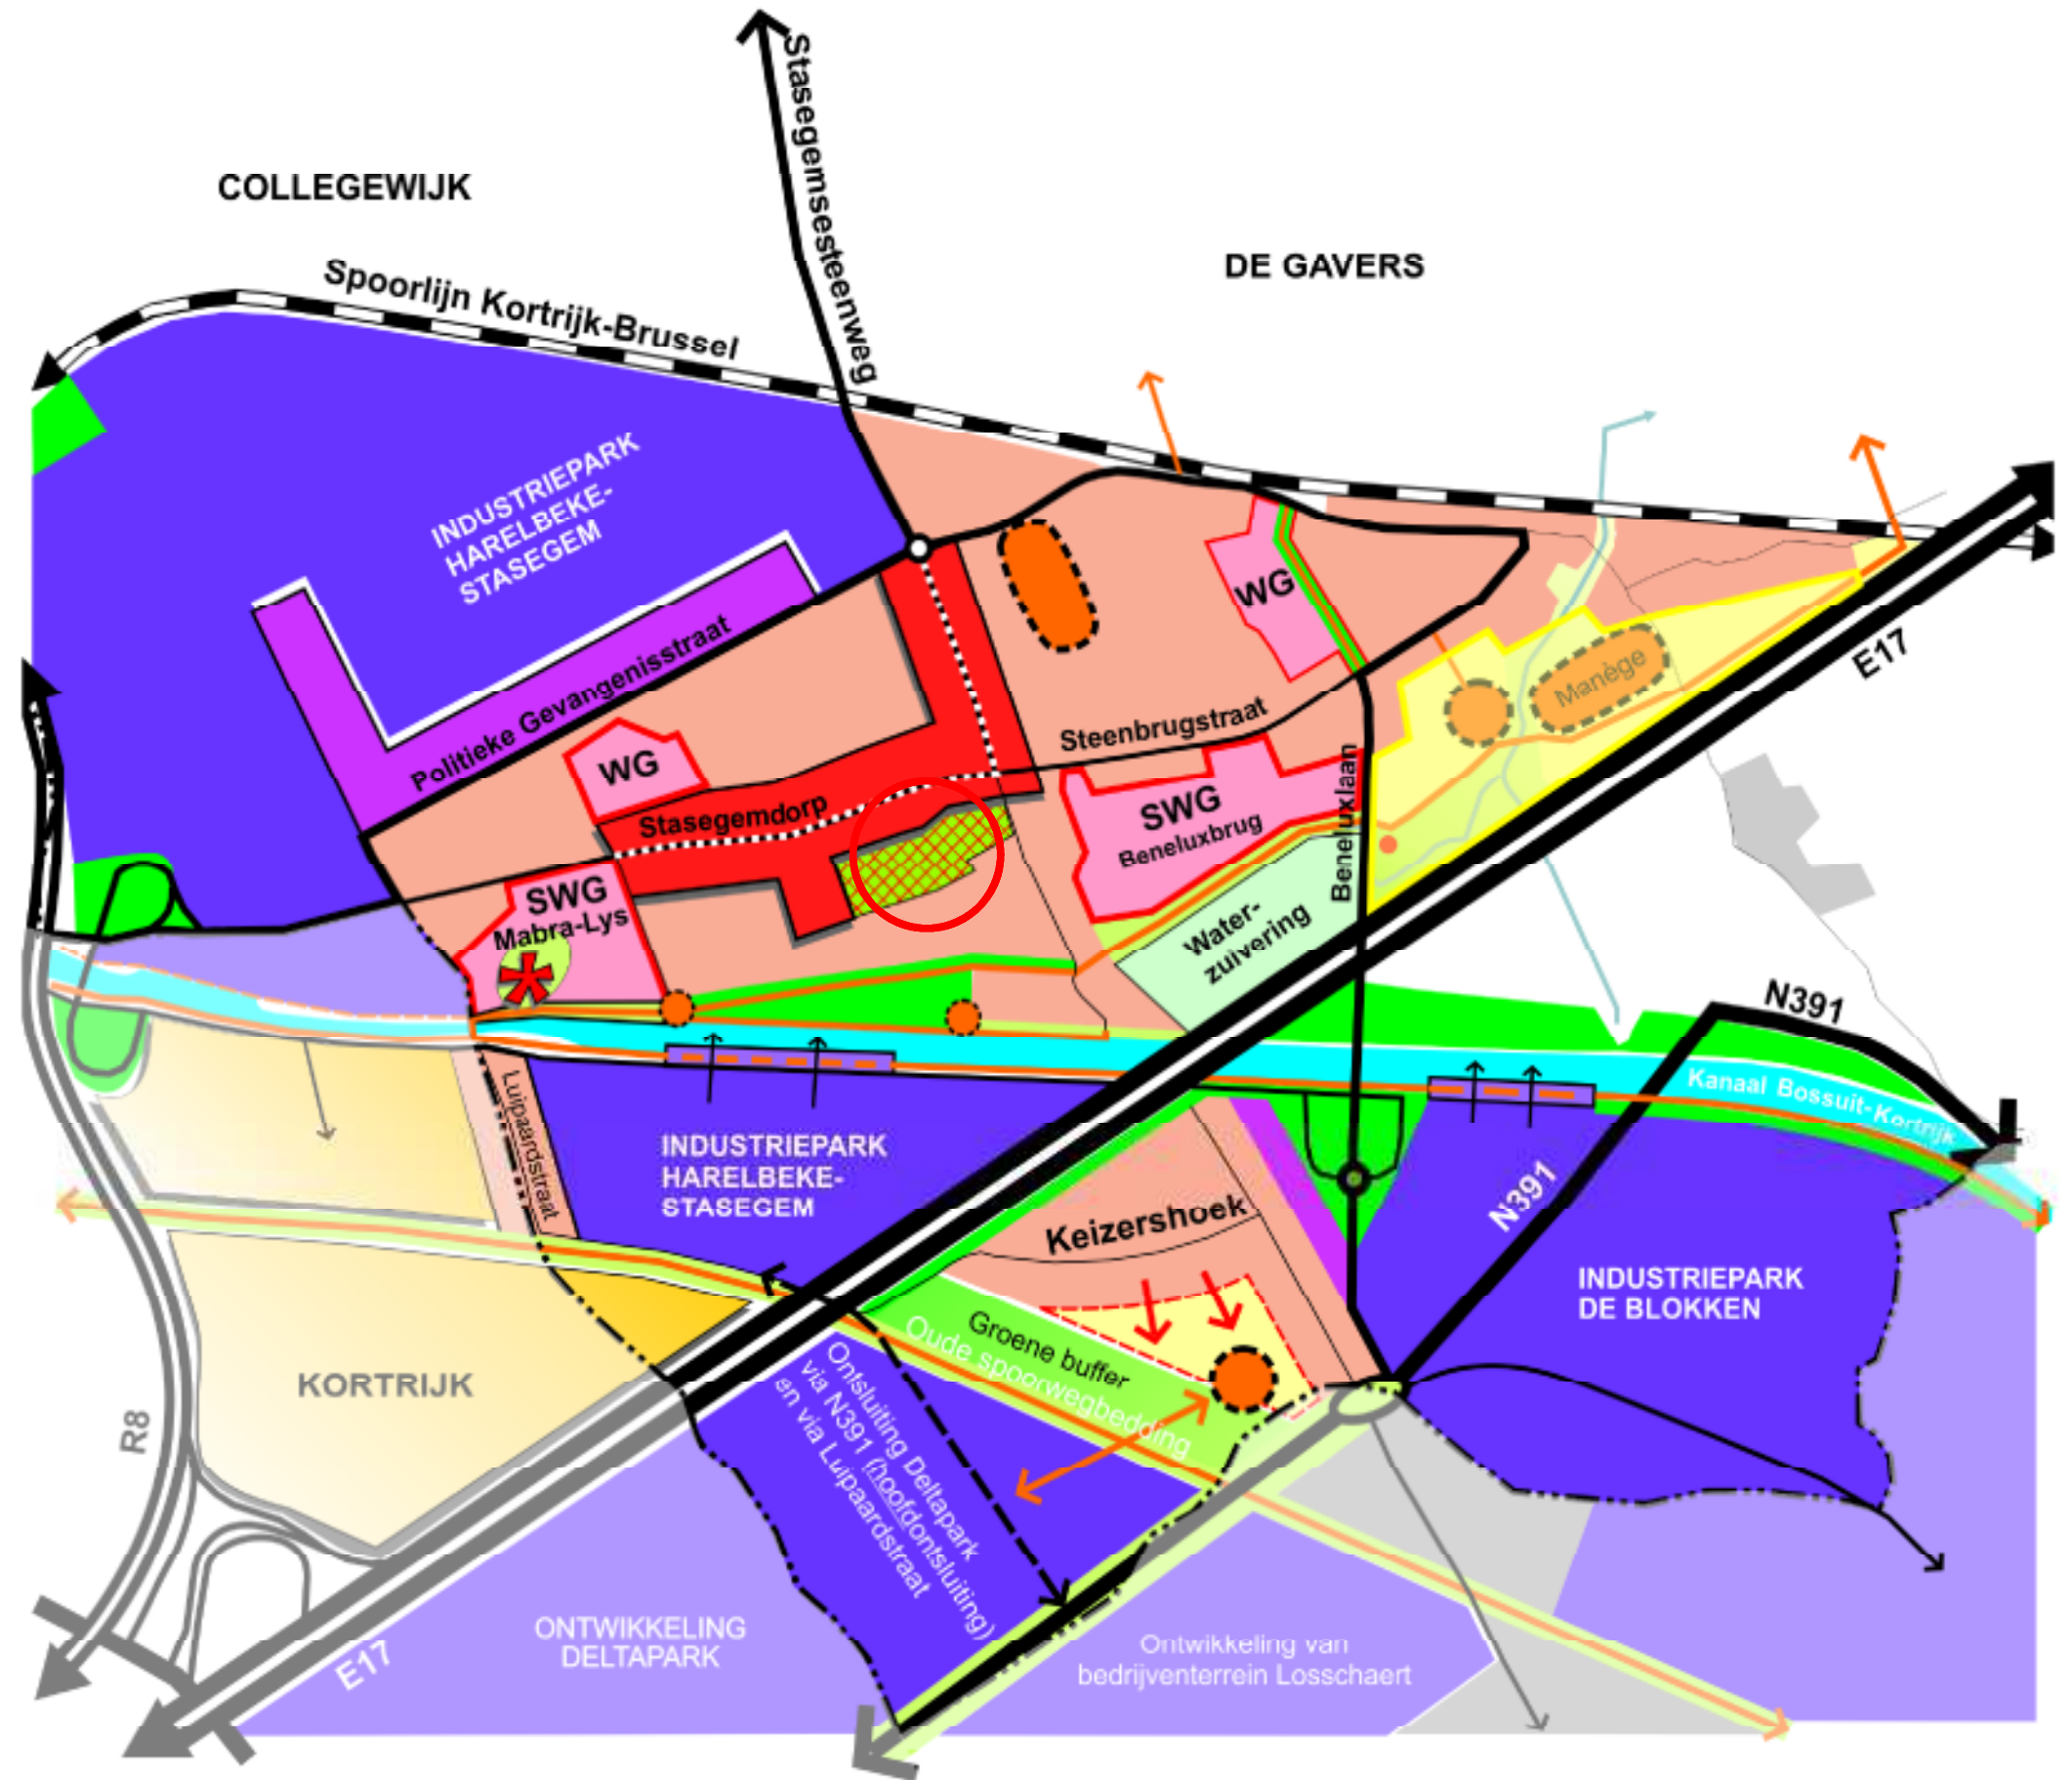 COLLEGEWIJK
Stasegemsesteenweg
DE GAVERS
Spoorlijn Kortrijk-Brussel
INDUSTRIEPARK
HARELBEKE-
STASEGEM
WG
E17
Manège
Politieke Gevangenisstraat
Steenbrugstraat
WG
Stasegemdorp
SWG
Beneluxbrug
Beneluxlaan
SWG
Mabra-Lys
Water-
zuivering
N391
Kanaal Bossuit-Kortrijk
Luipaardstraat
INDUSTRIEPARK
HARELBEKE-
STASEGEM
Keizershoek
N391
INDUSTRIEPARK
DE BLOKKEN
Groene buffer
Oude spoorwegbedding
KORTRIJK
R8
Ontsluiting Deltapark
via N391 (hoofdontsluiting)
en via Luipaardstraat
ONTWIKKELING
DELTAPARK
Ontwikkeling van
bedrijventerrein Losschaert
E17